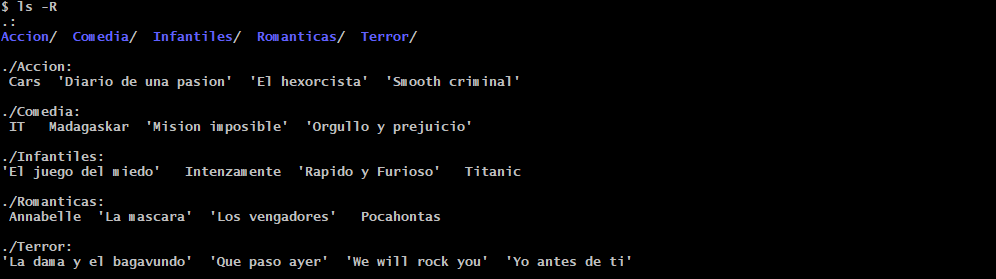 $ ls -R
.:
Accion/  Comedia/  Infantiles/  Romanticas/  Terror/

./Accion:
 Cars  'Diario de una pasion'  'El hexorcista'  'Smooth criminal'

./Comedia:
 IT   Madagaskar  'Mision imposible'  'Orgullo y prejuicio'

./Infantiles:
'El juego del miedo'   Intenzamente  'Rapido y Furioso'   Titanic

./Romanticas:
 Annabelle  'La mascara'  'Los vengadores'   Pocahontas

./Terror:
'La dama y el bagavundo'  'Que paso ayer'  'We will rock you'  'Yo antes de ti'